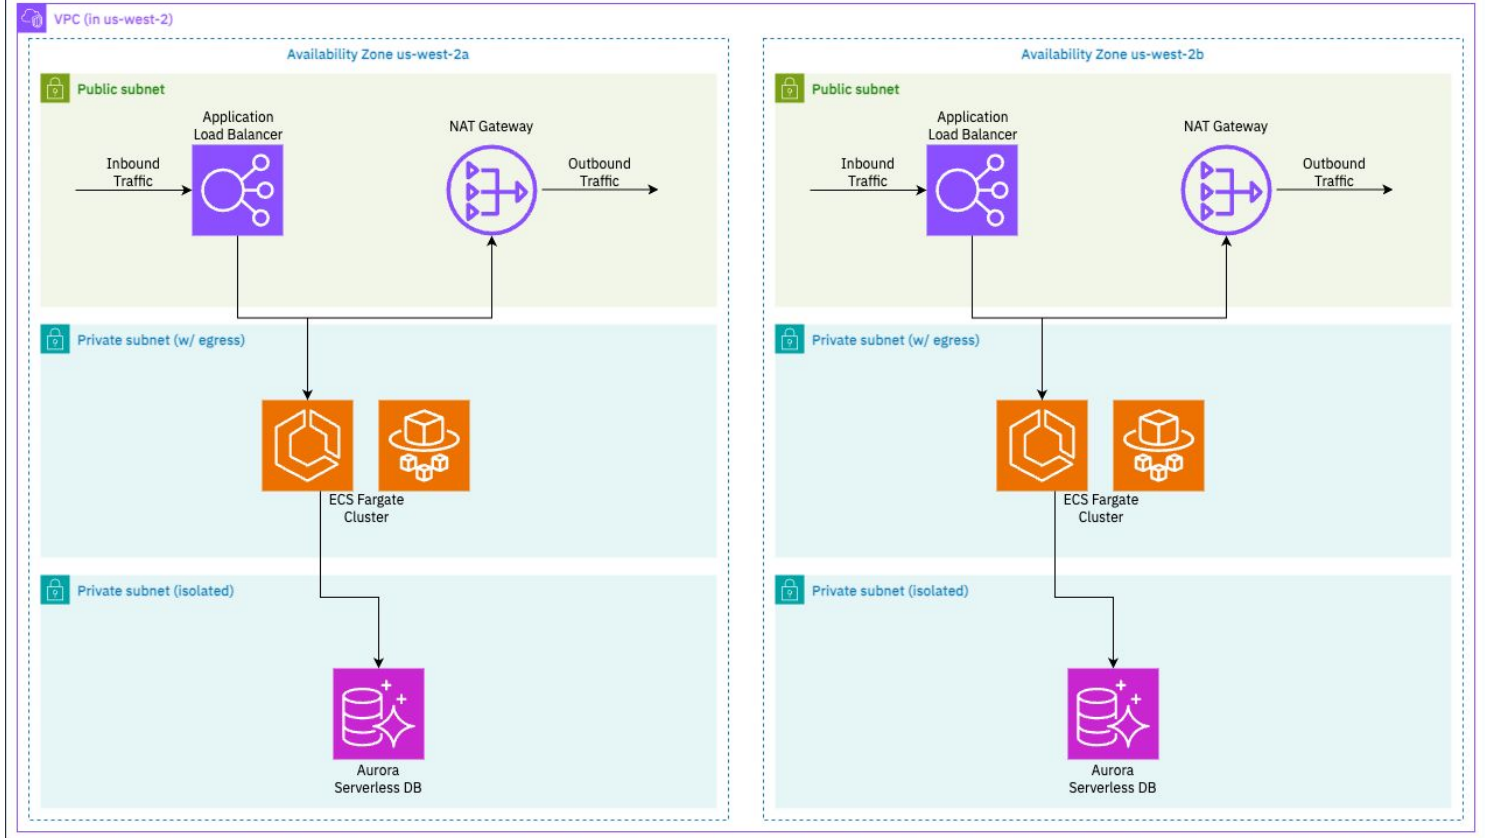 VPC (in us-west-2)
Availability Zone us-west-2a
Public subnet
Application
Load Balancer
NAT Gateway
Inbound
Traffic
Outbound
Traffic
Private subnet (w/ egress)
ECS Fargate
Cluster
Private subnet (isolated)
Aurora
Serverless DB
Availability Zone us-west-2b
Public subnet
Application
Load Balancer
NAT Gateway
Inbound
Traffic
Outbound
Traffic
Private subnet (w/ egress)
ECS Fargate
Cluster
Private subnet (isolated)
Aurora
Serverless DB